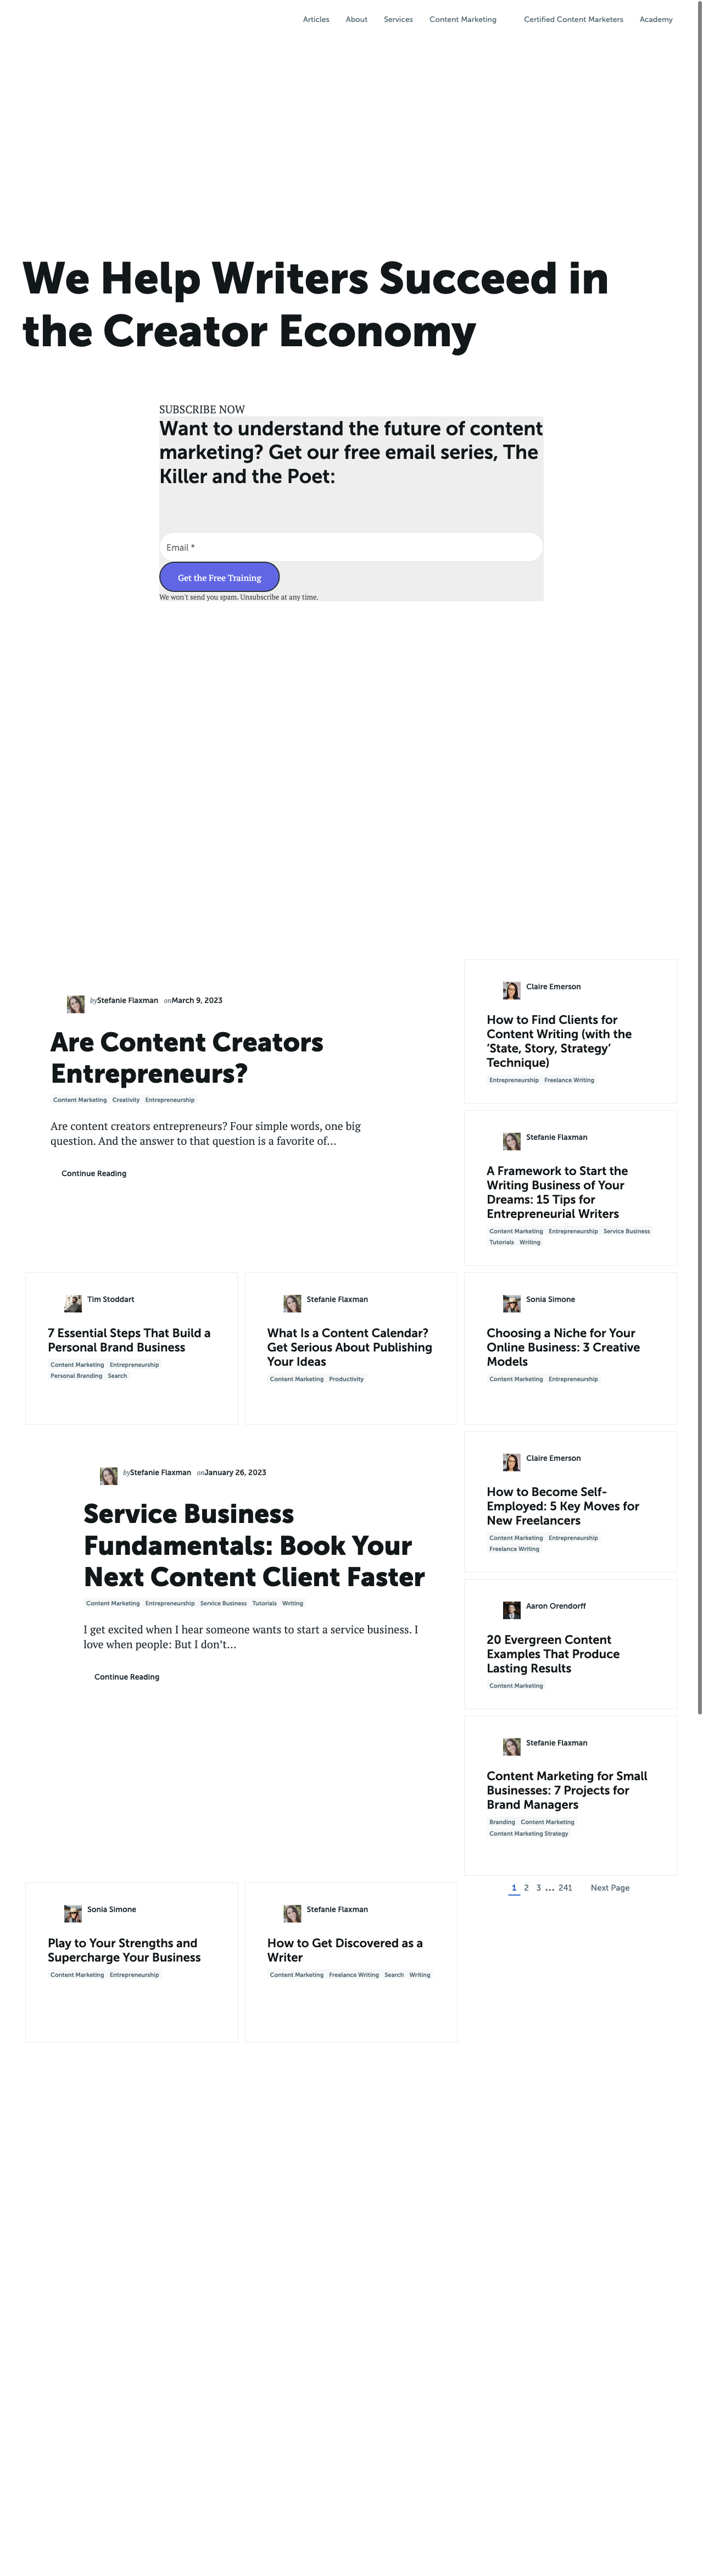 Articles About Services Content Marketing Certified Content Marketers Academy
We Help Writers Succeed in
the Creator Economy
SUBSCRIBE NOW
Want to understand the future of content
marketing? Get our free email series, The
Killer and the Poet:
Email *
Get the Free Training
We won't send you spam. Unsubscribe at any time.
by Stefanie Flaxman on March 9, 2023
Are Content Creators
Entrepreneurs?
Content Marketing Creativity Entrepreneurship
Are content creators entrepreneurs? Four simple words, one big
question. And the answer to that question is a favorite of…
Continue Reading
Claire Emerson
How to Find Clients for
Content Writing (with the
‘State, Story, Strategy’
Technique)
Entrepreneurship Freelance Writing
Stefanie Flaxman
A Framework to Start the
Writing Business of Your
Dreams: 15 Tips for
Entrepreneurial Writers
Content Marketing Entrepreneurship Service Business
Tutorials Writing
Tim Stoddart
7 Essential Steps That Build a
Personal Brand Business
Content Marketing Entrepreneurship
Personal Branding Search
Stefanie Flaxman
What Is a Content Calendar?
Get Serious About Publishing
Your Ideas
Content Marketing Productivity
Sonia Simone
Choosing a Niche for Your
Online Business: 3 Creative
Models
Content Marketing Entrepreneurship
by Stefanie Flaxman on January 26, 2023
Service Business
Fundamentals: Book Your
Next Content Client Faster
Content Marketing Entrepreneurship Service Business Tutorials Writing
I get excited when I hear someone wants to start a service business. I
love when people: But I don’t…
Continue Reading
Claire Emerson
How to Become Self-
Employed: 5 Key Moves for
New Freelancers
Content Marketing Entrepreneurship
Freelance Writing
Aaron Orendorff
20 Evergreen Content
Examples That Produce
Lasting Results
Content Marketing
Stefanie Flaxman
Content Marketing for Small
Businesses: 7 Projects for
Brand Managers
Branding Content Marketing
Content Marketing Strategy
Sonia Simone
Play to Your Strengths and
Supercharge Your Business
Content Marketing Entrepreneurship
Stefanie Flaxman
How to Get Discovered as a
Writer
Content Marketing Freelance Writing Search Writing
1 2 3 … 241 Next Page